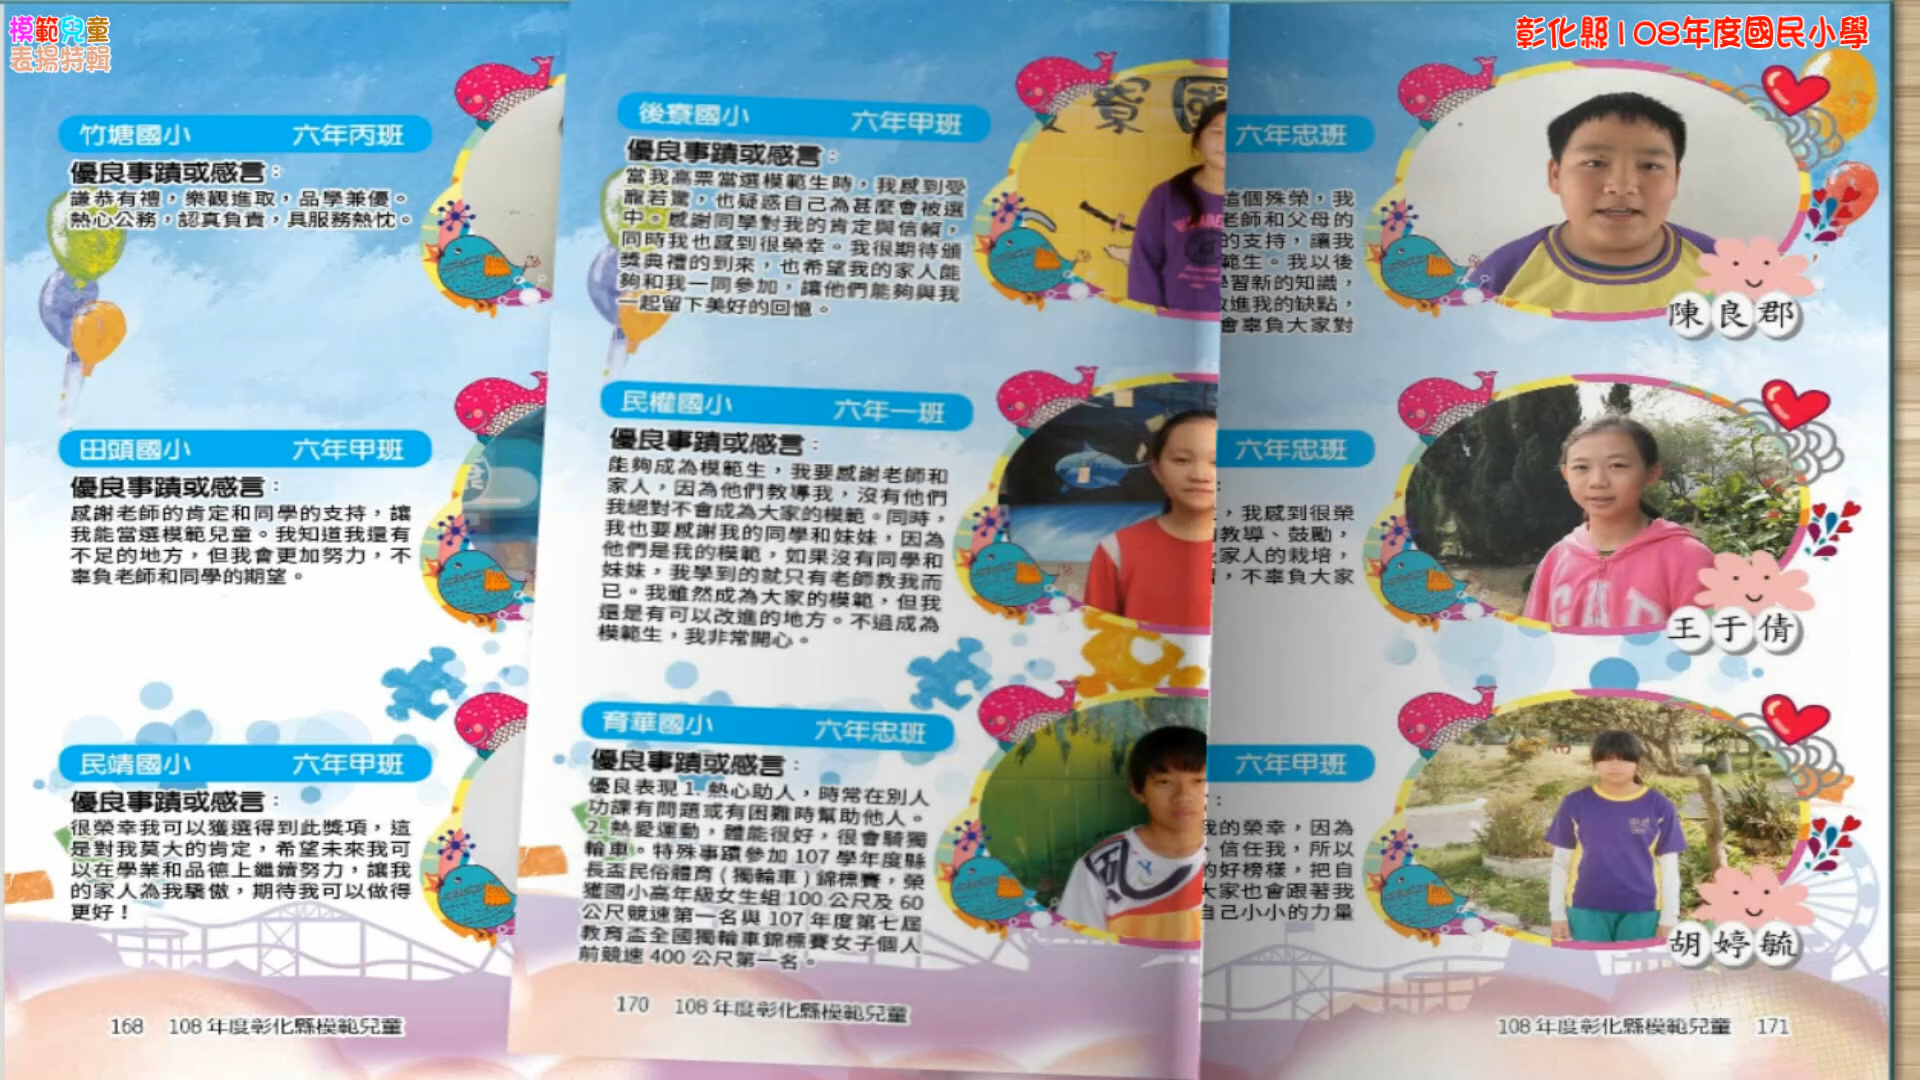 模範兒童
表揚特輯
彰化縣108年度國民小學
竹塘國小 六年丙班
優良事蹟或感言：
謙恭有禮，樂觀進取，品學兼優。
熱心公務，認真負責，具服務熱忱。
田頭國小 六年甲班
優良事蹟或感言：
感謝老師的肯定和同學的支持，讓
我能當選模範兒童。我知道我還有
不足的地方，但我會更加努力，不
辜負老師和同學的期望。
民靖國小 六年甲班
優良事蹟或感言：
很榮幸我可以獲選得到此獎項，這
是對我莫大的肯定，希望未來我可
以在學業和品德上繼續努力，讓我
的家人為我驕傲，期待我可以做得
更好！
168 108 年度彰化縣模範兒童
後寮國小 六年甲班
優良事蹟或感言：
當我高票當選模範生時，我感到受
寵若驚，也疑惑自己為甚麼會被選
中。感謝同學對我的肯定與信賴，
同時我也感到很榮幸。我很期待頒
獎典禮的到來，也希望我的家人能
夠和我一同參加，讓他們能夠與我
一起留下美好的回憶。
寮國
民權國小 六年一班
優良事蹟或感言：
能夠成為模範生，我要感謝老師和
家人，因為他們教導我，沒有他們
我絕對不會成為大家的模範。同時，
我也要感謝我的同學和妹妹，因為
他們是我的模範，如果沒有同學和
妹妹，我學到的就只有老師教我而
已。我雖然成為大家的模範，但我
還是有可以改進的地方。不過成為
模範生，我非常開心。
育華國小 六年忠班
優良事蹟或感言：
優良表現 1. 熱心助人，時常在別人
功課有問題或有困難時幫助他人。
2. 熱愛運動，體能很好，很會騎獨
輪車。特殊事蹟參加 107 學年度縣
長盃民俗體育（獨輪車）錦標賽，榮
獲國小高年級女生組 100 公尺及 60
公尺競速第一名與 107 年度第七屆
教育盃全國獨輪車錦標賽女子個人
前競速 400 公尺第一名。
170 108 年度彰化縣模範兒童
六年忠班
這個殊榮，我
老師和父母的
的支持，讓我
範生。我以後
學習新的知識，
改進我的缺點，
會辜負大家對
陳良郡
六年忠班
，我感到很榮
教導、鼓勵，
家人的栽培，
，不辜負大家
GAP
王于倩
六年甲班
我的榮幸，因為
、信任我，所以
的好榜樣，把自
大家也會跟著我
自己小小的力量
胡婷毓
108 年度彰化縣模範兒童 171